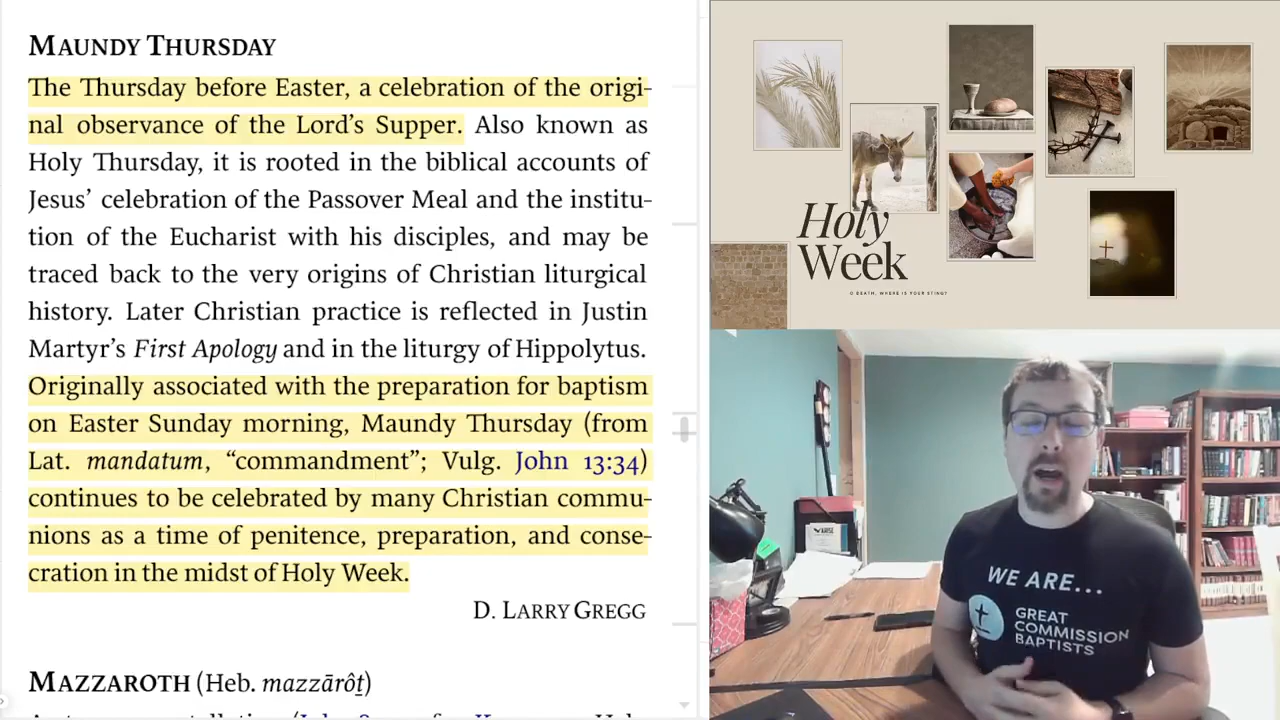 MAUNDY THURSDAY
The Thursday before Easter, a celebration of the origi-
nal observance of the Lord's Supper. Also known as
Holy Thursday, it is rooted in the biblical accounts of
Jesus' celebration of the Passover Meal and the institu-
tion of the Eucharist with his disciples, and may be
traced back to the very origins of Christian liturgical
history. Later Christian practice is reflected in Justin
Martyr's First Apology and in the liturgy of Hippolytus.
Originally associated with the preparation for baptism
on Easter Sunday morning, Maundy Thursday (from
Lat. mandatum, “commandment”; Vulg. John 13:34)
continues to be celebrated by many Christian commu-
nions as a time of penitence, preparation, and conse-
cration in the midst of Holy Week.
D. LARRY GREGG
MAZZAROTH (Heb. mazzārôṯ)
Holy
Week
O DEATH, WHERE IS YOUR STING?
WE ARE...
GREAT
COMMISSION
BAPTISTS